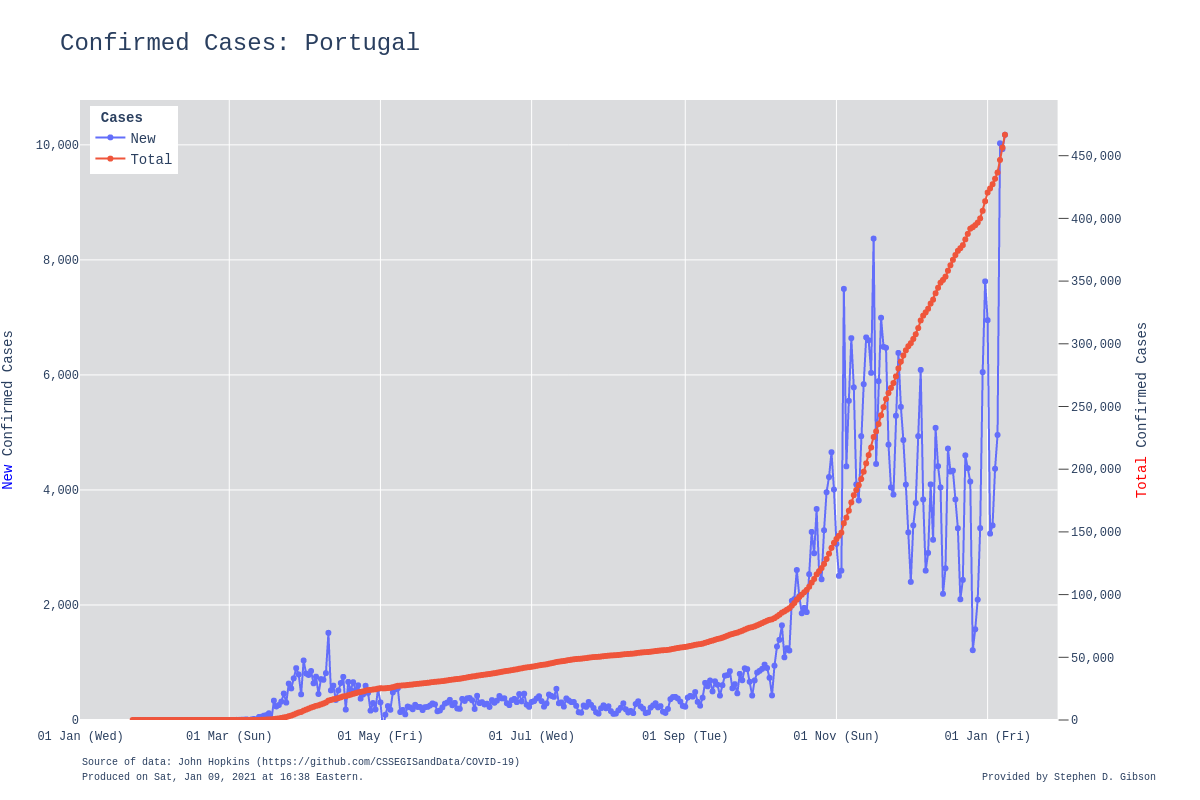 Confirmed Cases: Portugal
Cases
New
Total
10,000
8,000
6,000
4,000
2,000
0
450,000
400,000
350,000
300,000
250,000
200,000
150,000
100,000
50,000
0
New Confirmed Cases
Total Confirmed Cases
01 Jan (Wed)
01 Mar (Sun)
01 May (Fri)
01 Jul (Wed)
01 Sep (Tue)
01 Nov (Sun)
01 Jan (Fri)
Source of data: John Hopkins (https://github.com/CSSEGISandData/COVID-19)
Produced on Sat, Jan 09, 2021 at 16:38 Eastern.
Provided by Stephen D. Gibson